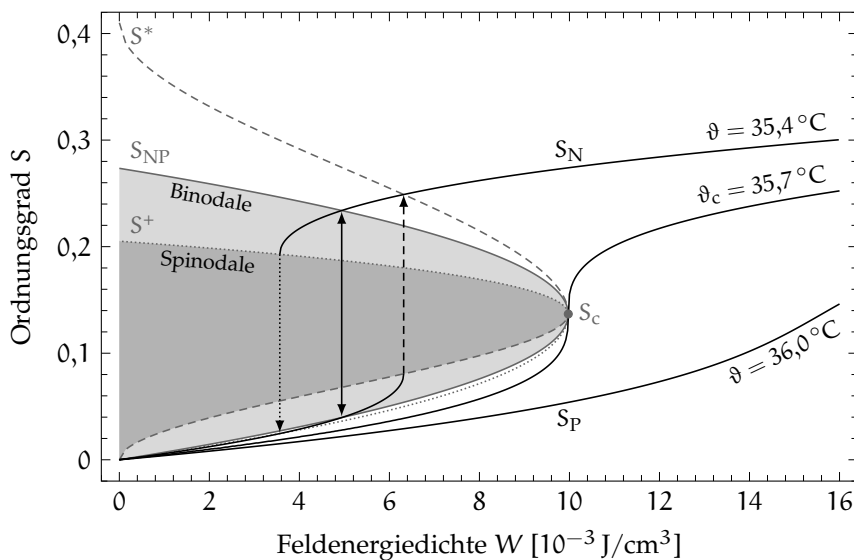 0,4
0,3
0,2
0,1
0
Ordnungsgrad S
S*
S_NP
Binodale
S⁺
Spinodale
S_N
ϑ = 35,4 °C
ϑ_c = 35,7 °C
S_c
ϑ = 36,0 °C
S_P
0 2 4 6 8 10 12 14 16
Feldenergiedichte W [10⁻³ J/cm³]